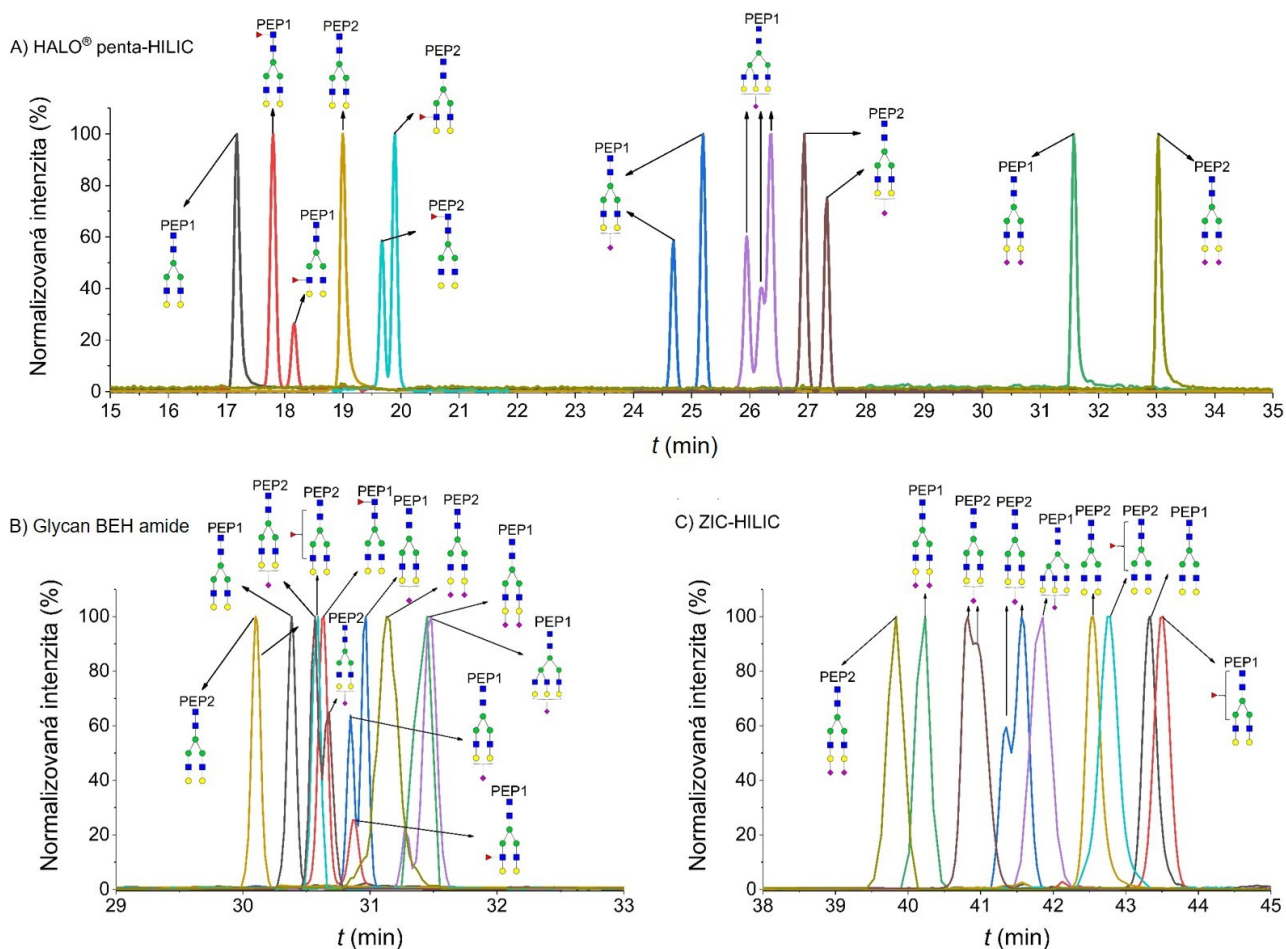 A) HALO® penta-HILIC
PEP1
PEP2
PEP2
PEP1
PEP1
PEP1
PEP2
PEP1
PEP2
PEP2
PEP1
PEP1
PEP2
Normalizovaná intenzita (%)
100
80
60
40
20
0
15 16 17 18 19 20 21 22 23 24 25 26 27 28 29 30 31 32 33 34 35
t (min)
B) Glycan BEH amide
PEP1
PEP2
PEP2
PEP1
PEP1
PEP2
PEP1
PEP2
PEP1
PEP2
PEP1
PEP1
PEP1
Normalizovaná intenzita (%)
100
80
60
40
20
0
29 30 31 32 33
t (min)
C) ZIC-HILIC
PEP1
PEP2
PEP2
PEP1
PEP2
PEP2
PEP1
PEP2
PEP1
Normalizovaná intenzita (%)
100
80
60
40
20
0
38 39 40 41 42 43 44 45
t (min)